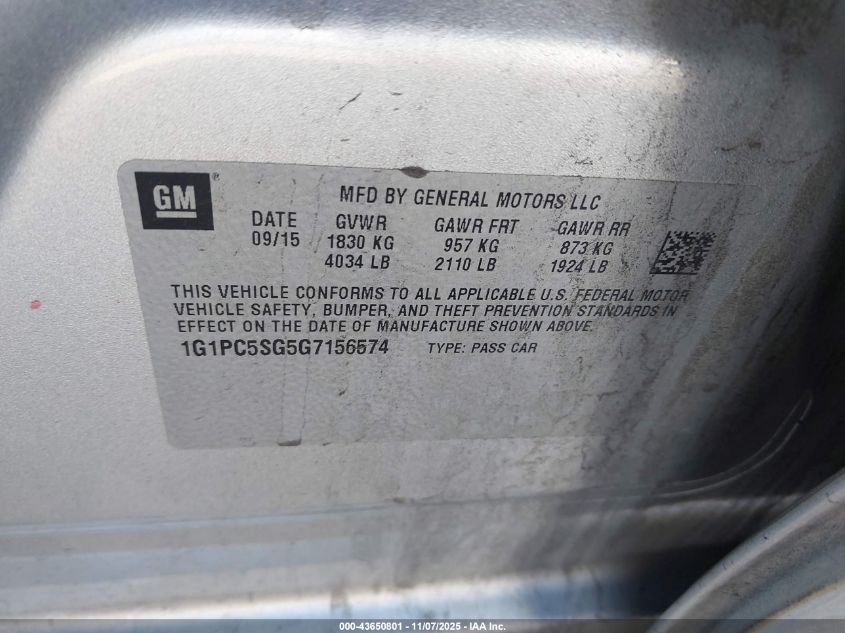 GM ®
MFD BY GENERAL MOTORS LLC
DATE GVWR GAWR FRT GAWR RR
09/15 1830 KG 957 KG 873 KG
4034 LB 2110 LB 1924 LB
THIS VEHICLE CONFORMS TO ALL APPLICABLE U.S. FEDERAL MOTOR
VEHICLE SAFETY, BUMPER, AND THEFT PREVENTION STANDARDS IN
EFFECT ON THE DATE OF MANUFACTURE SHOWN ABOVE.
1G1PC5SG5G7156574 TYPE: PASS CAR
000-43650801 - 11/07/2025 - IAA Inc.